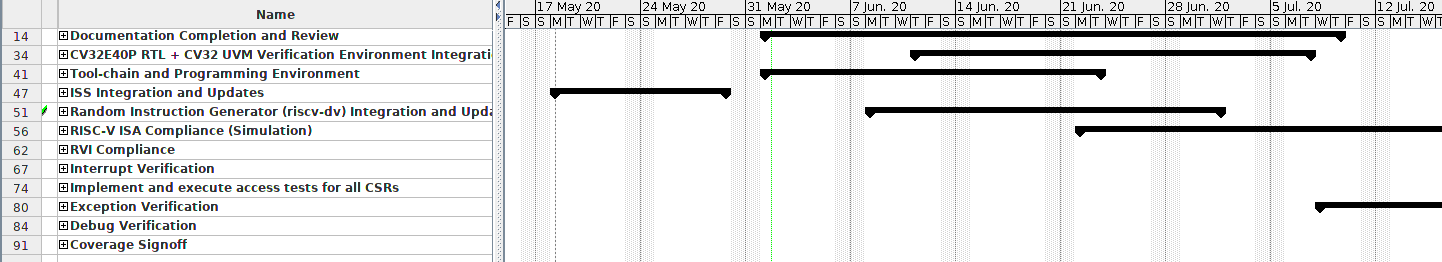 Name
17 May 20 24 May 20 31 May 20 7 Jun. 20 14 Jun. 20 21 Jun. 20 28 Jun. 20 5 Jul. 20 12 Jul. 20
F S S M T W T F S S M T W T F S S M T W T F S S M T W T F S S M T W T F S S M T W T F S S M T W T F S S M T W T F S S M T W T
14 Documentation Completion and Review
34 CV32E40P RTL + CV32 UVM Verification Environment Integrati
41 Tool-chain and Programming Environment
47 ISS Integration and Updates
51 Random Instruction Generator (riscv-dv) Integration and Upda
56 RISC-V ISA Compliance (Simulation)
62 RVI Compliance
67 Interrupt Verification
74 Implement and execute access tests for all CSRs
80 Exception Verification
84 Debug Verification
91 Coverage Signoff